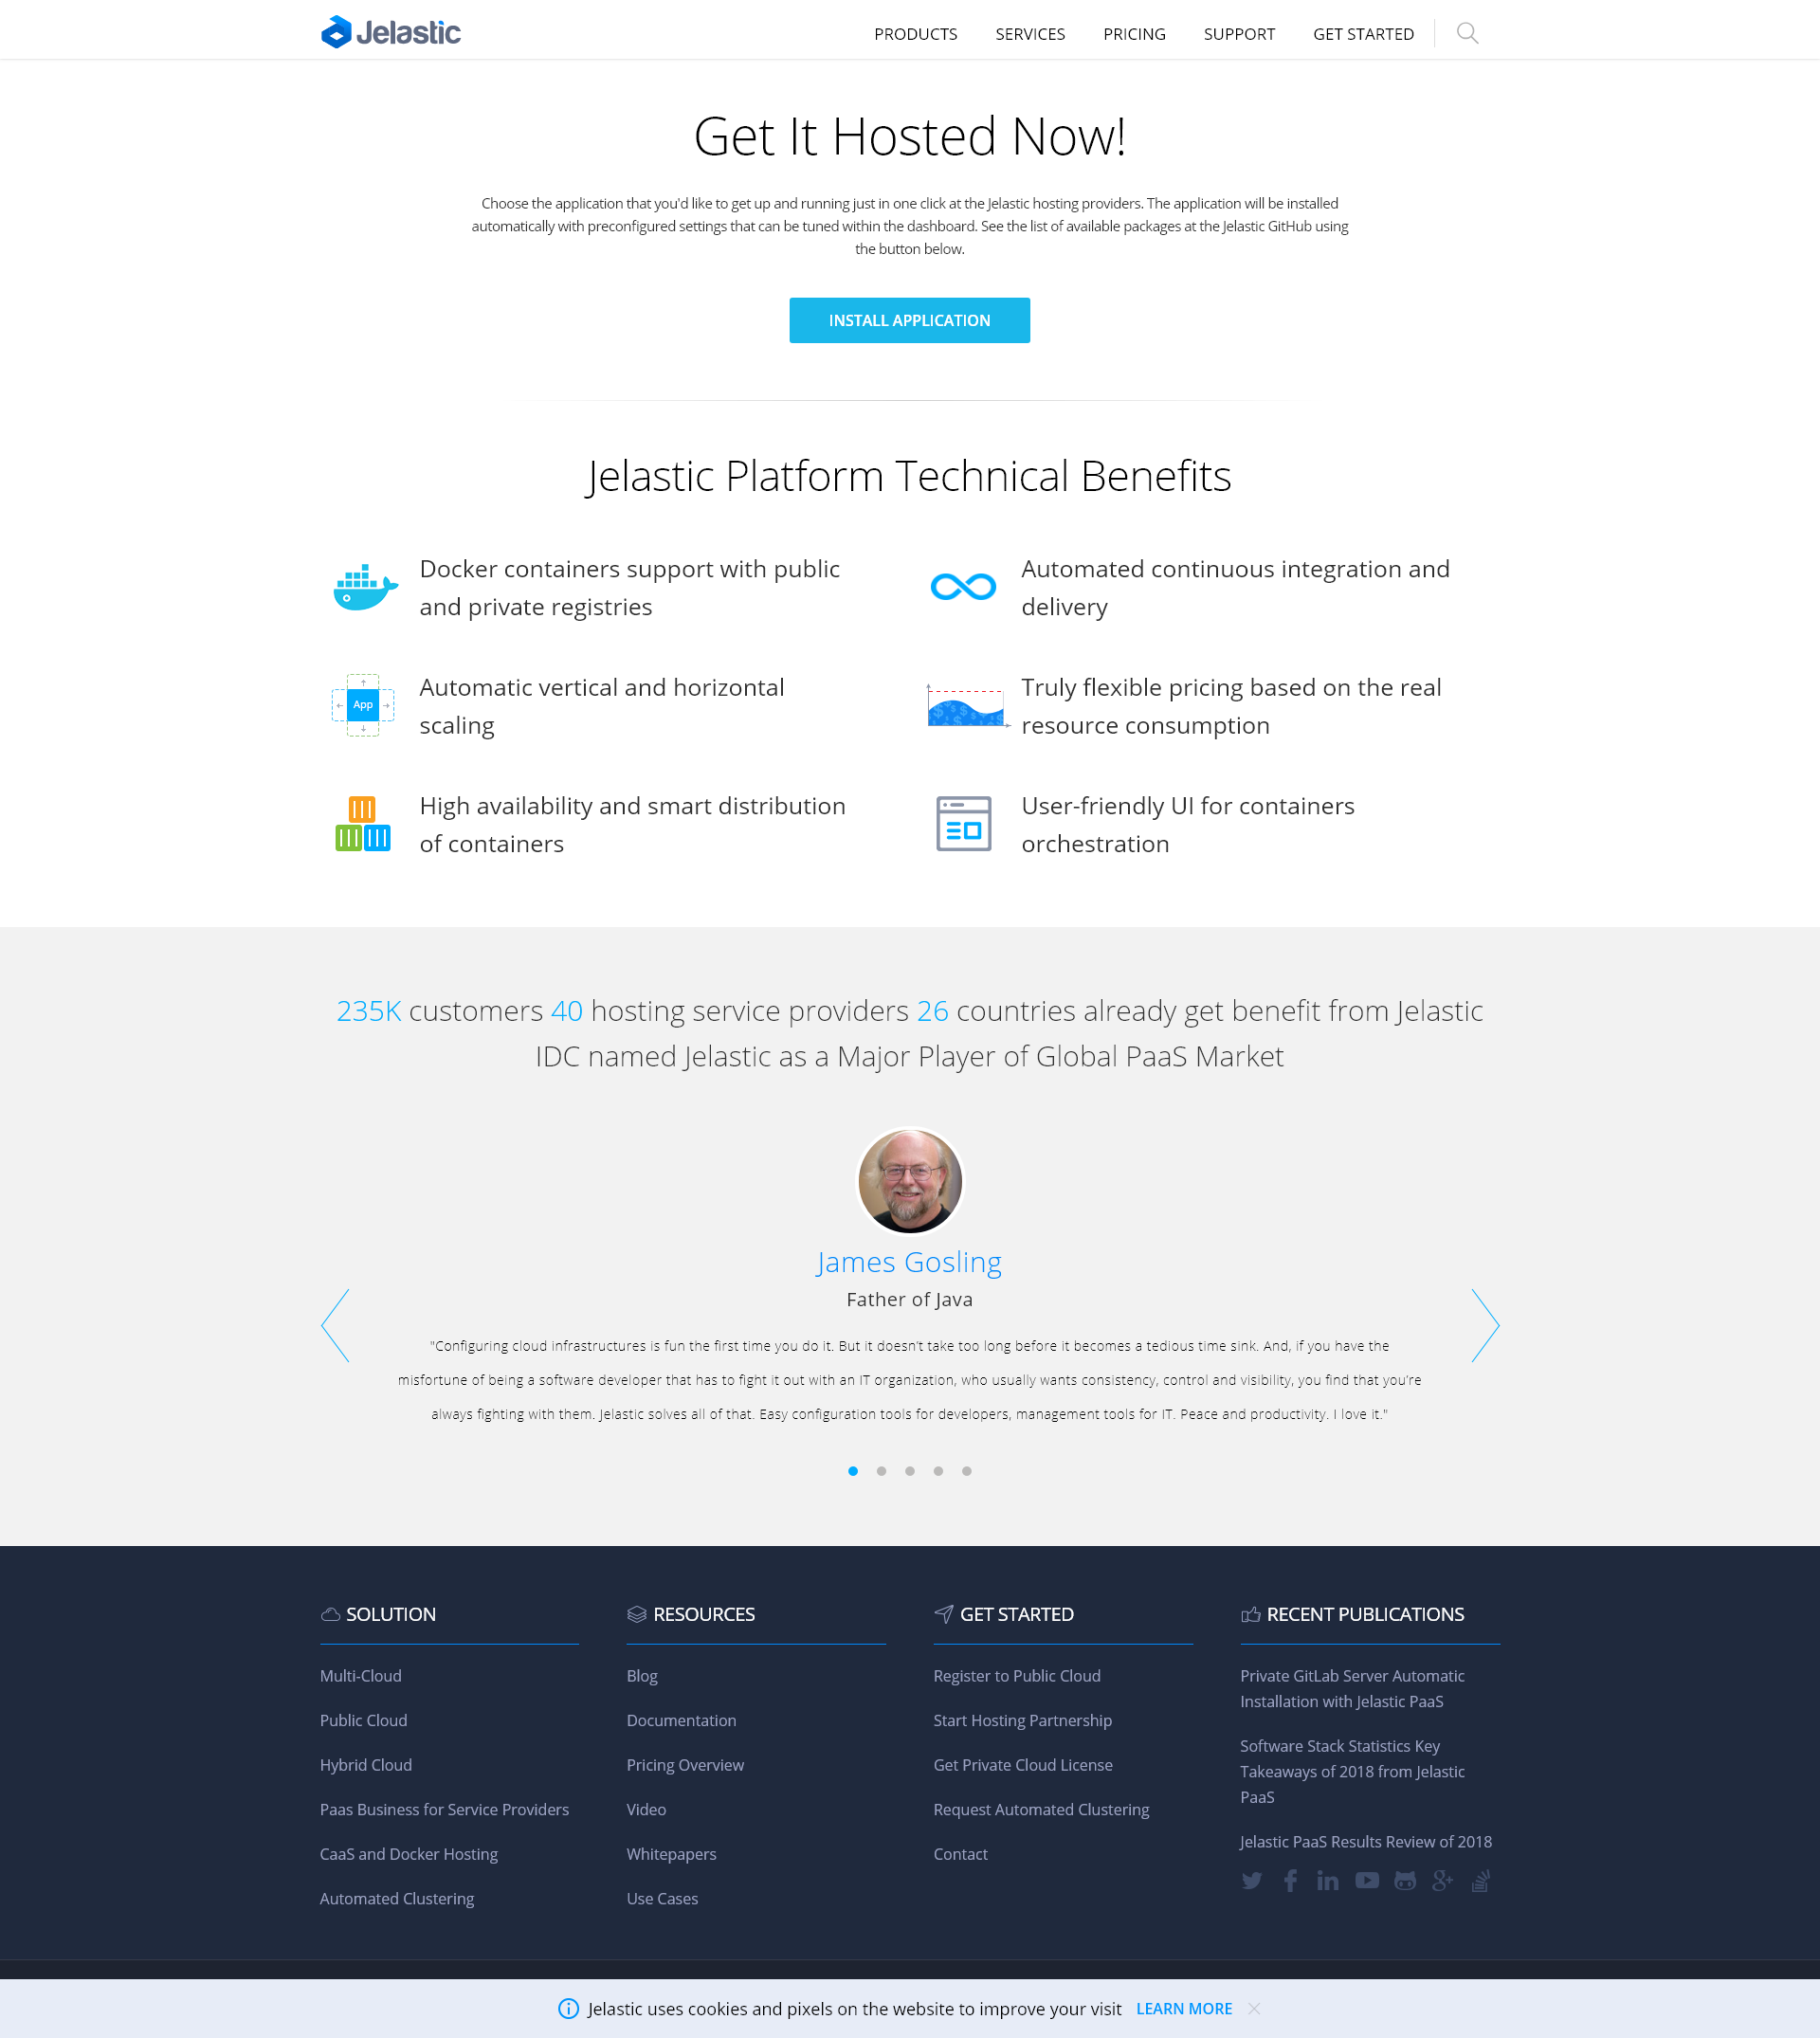 Jelastic
PRODUCTS SERVICES PRICING SUPPORT GET STARTED
Get It Hosted Now!
Choose the application that you'd like to get up and running just in one click at the Jelastic hosting providers. The application will be installed
automatically with preconfigured settings that can be tuned within the dashboard. See the list of available packages at the Jelastic GitHub using
the button below.
INSTALL APPLICATION
Jelastic Platform Technical Benefits
Docker containers support with public
and private registries
Automated continuous integration and
delivery
App
Automatic vertical and horizontal
scaling
Truly flexible pricing based on the real
resource consumption
High availability and smart distribution
of containers
User-friendly UI for containers
orchestration
235K customers 40 hosting service providers 26 countries already get benefit from Jelastic
IDC named Jelastic as a Major Player of Global PaaS Market
James Gosling
Father of Java
"Configuring cloud infrastructures is fun the first time you do it. But it doesn’t take too long before it becomes a tedious time sink. And, if you have the
misfortune of being a software developer that has to fight it out with an IT organization, who usually wants consistency, control and visibility, you find that you’re
always fighting with them. Jelastic solves all of that. Easy configuration tools for developers, management tools for IT. Peace and productivity. I love it."
SOLUTION
Multi-Cloud
Public Cloud
Hybrid Cloud
Paas Business for Service Providers
CaaS and Docker Hosting
Automated Clustering
RESOURCES
Blog
Documentation
Pricing Overview
Video
Whitepapers
Use Cases
GET STARTED
Register to Public Cloud
Start Hosting Partnership
Get Private Cloud License
Request Automated Clustering
Contact
RECENT PUBLICATIONS
Private GitLab Server Automatic
Installation with Jelastic PaaS
Software Stack Statistics Key
Takeaways of 2018 from Jelastic
PaaS
Jelastic PaaS Results Review of 2018
Jelastic uses cookies and pixels on the website to improve your visit LEARN MORE